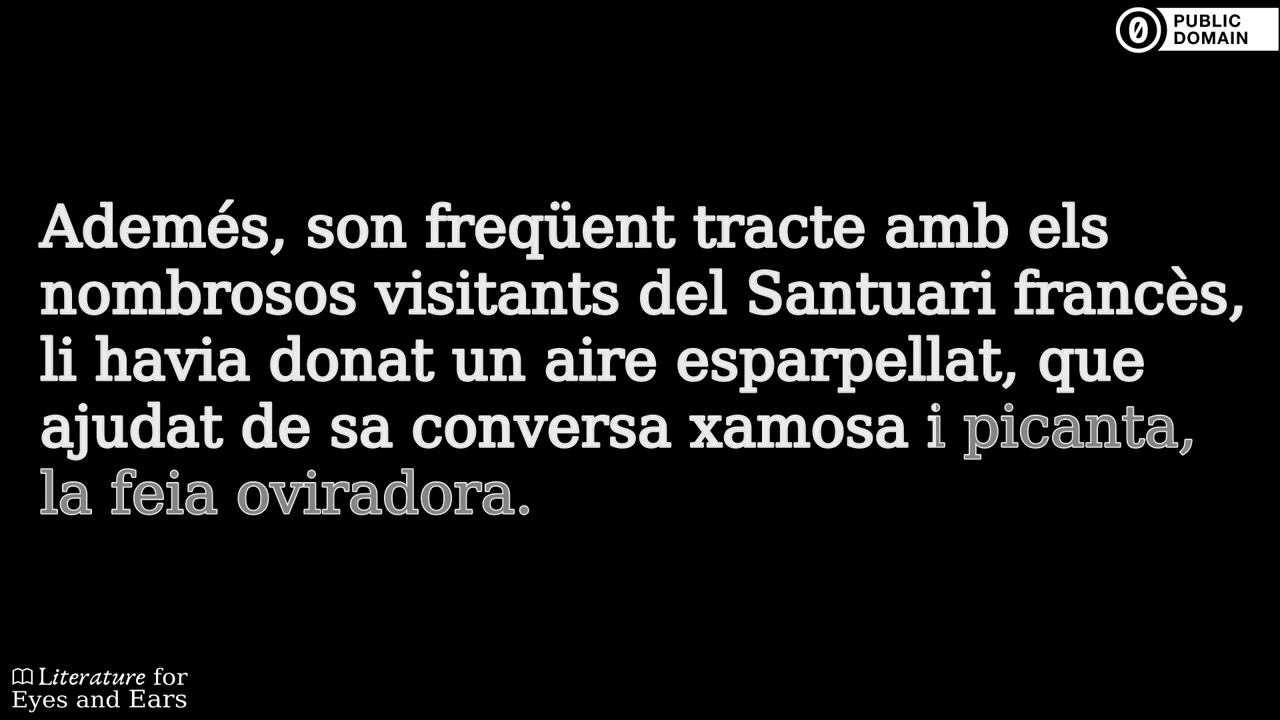 PUBLIC
DOMAIN
Ademés, son freqüent tracte amb els
nombrosos visitants del Santuari francès,
li havia donat un aire esparpellat, que
ajudat de sa conversa xamosa i picanta,
la feia oviradora.
Literature for
Eyes and Ears